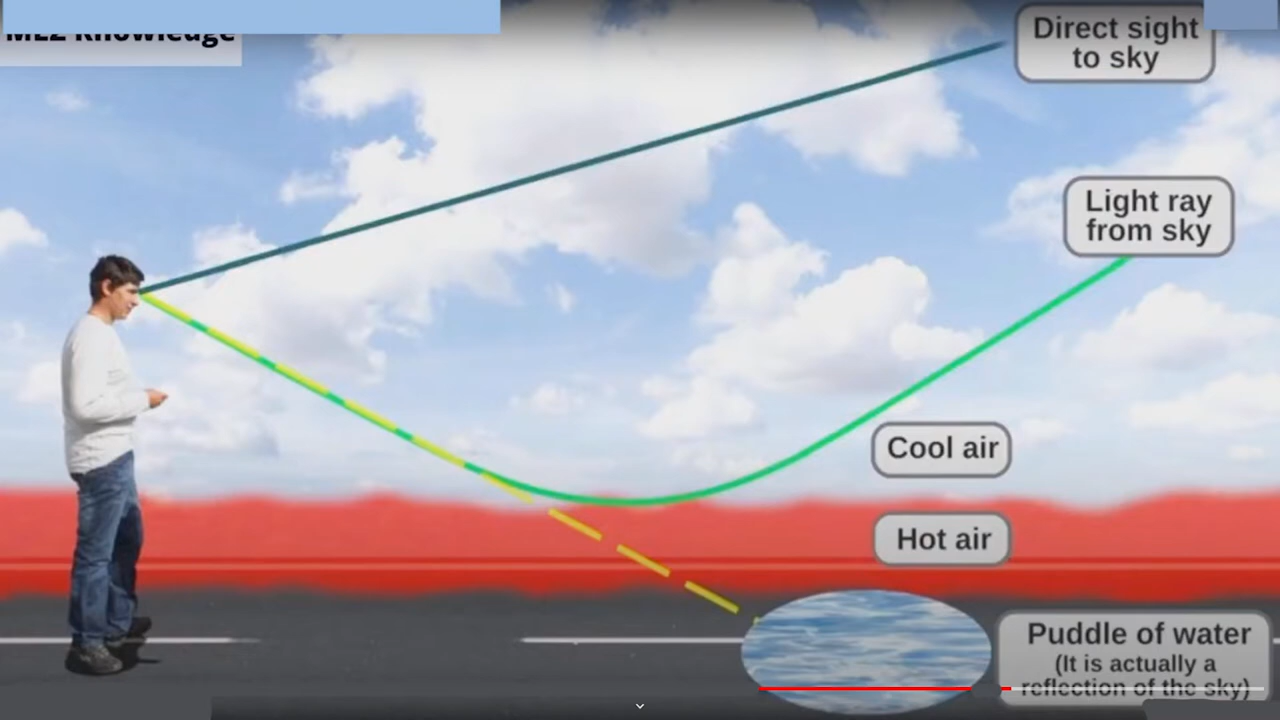 Knowledge
Direct sight
to sky
Light ray
from sky
Cool air
Hot air
Puddle of water
(It is actually a
reflection of the sky)